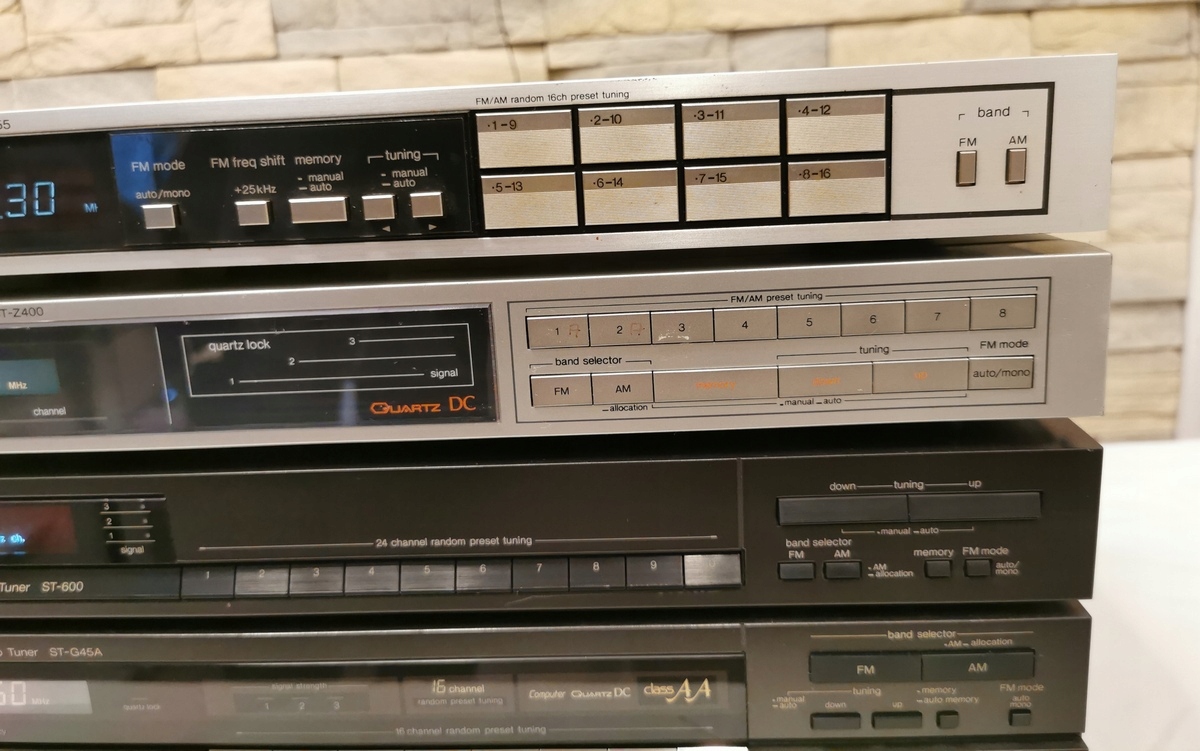 55
FM/AM random 16ch preset tuning
.30
FM mode
auto/mono
FM freq shift
+25kHz
memory
manual
auto
tuning
manual
auto
·1-9
·2-10
·3-11
·4-12
·5-13
·6-14
·7-15
·8-16
band
FM AM
T-Z400
MHz
channel
quartz lock
3
2
1
signal
QUARTZ DC
FM/AM preset tuning
1 2 3 4 5 6 7 8
band selector
tuning
FM mode
FM AM
auto/mono
allocation
manual auto
z ch.
3
2
1
signal
24 channel random preset tuning
Tuner ST-600
1 2 3 4 5 6 7 8 9
down tuning up
manual auto
band selector
FM AM
AM
allocation
memory
FM mode
auto/
mono
Tuner ST-G45A
50 MHz
quartz lock
signal strength
1 2 3
16 channel
random preset tuning
Computer QUARTZ DC
class AA
16 channel random preset tuning
band selector
AM allocation
FM AM
manual
auto
tuning
down up
memory
auto memory
FM mode
auto
mono